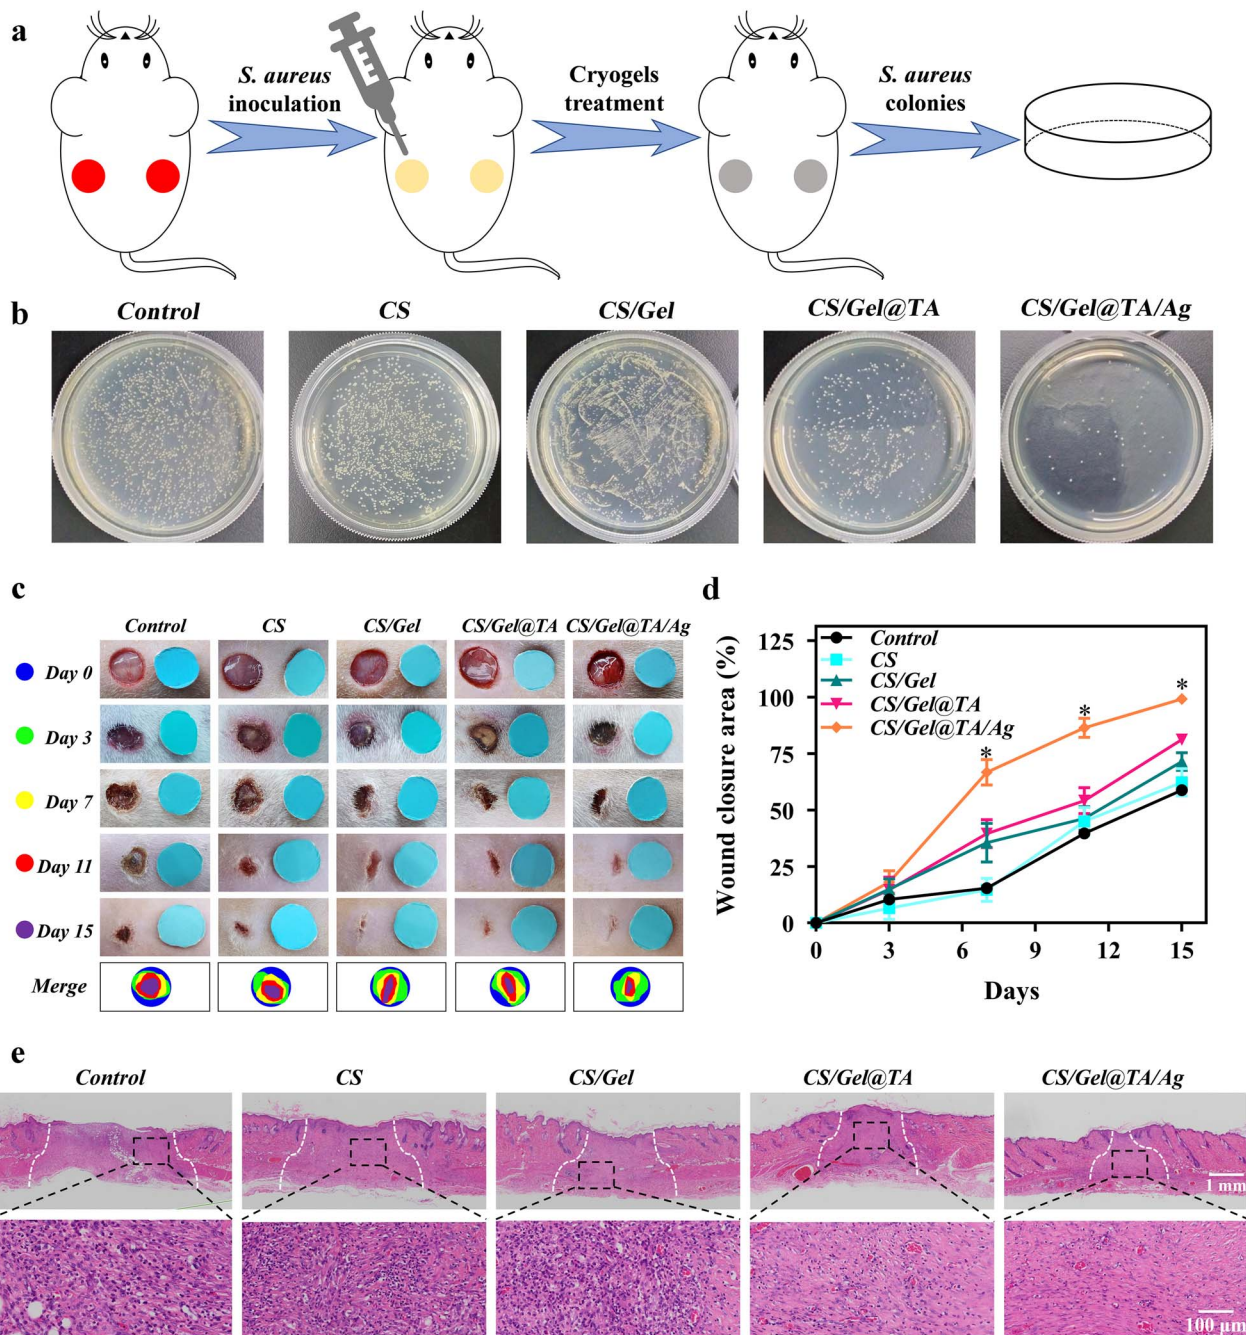 a
S. aureus
inoculation
Cryogels
treatment
S. aureus
colonies
b
Control
CS
CS/Gel
CS/Gel@TA
CS/Gel@TA/Ag
c
Control
CS
CS/Gel
CS/Gel@TA
CS/Gel@TA/Ag
Day 0
Day 3
Day 7
Day 11
Day 15
Merge
d
Wound closure area (%)
125
100
75
50
25
0
Control
CS
CS/Gel
CS/Gel@TA
CS/Gel@TA/Ag
*
*
*
0
3
6
9
12
15
Days
e
Control
CS
CS/Gel
CS/Gel@TA
CS/Gel@TA/Ag
1 mm
100 μm